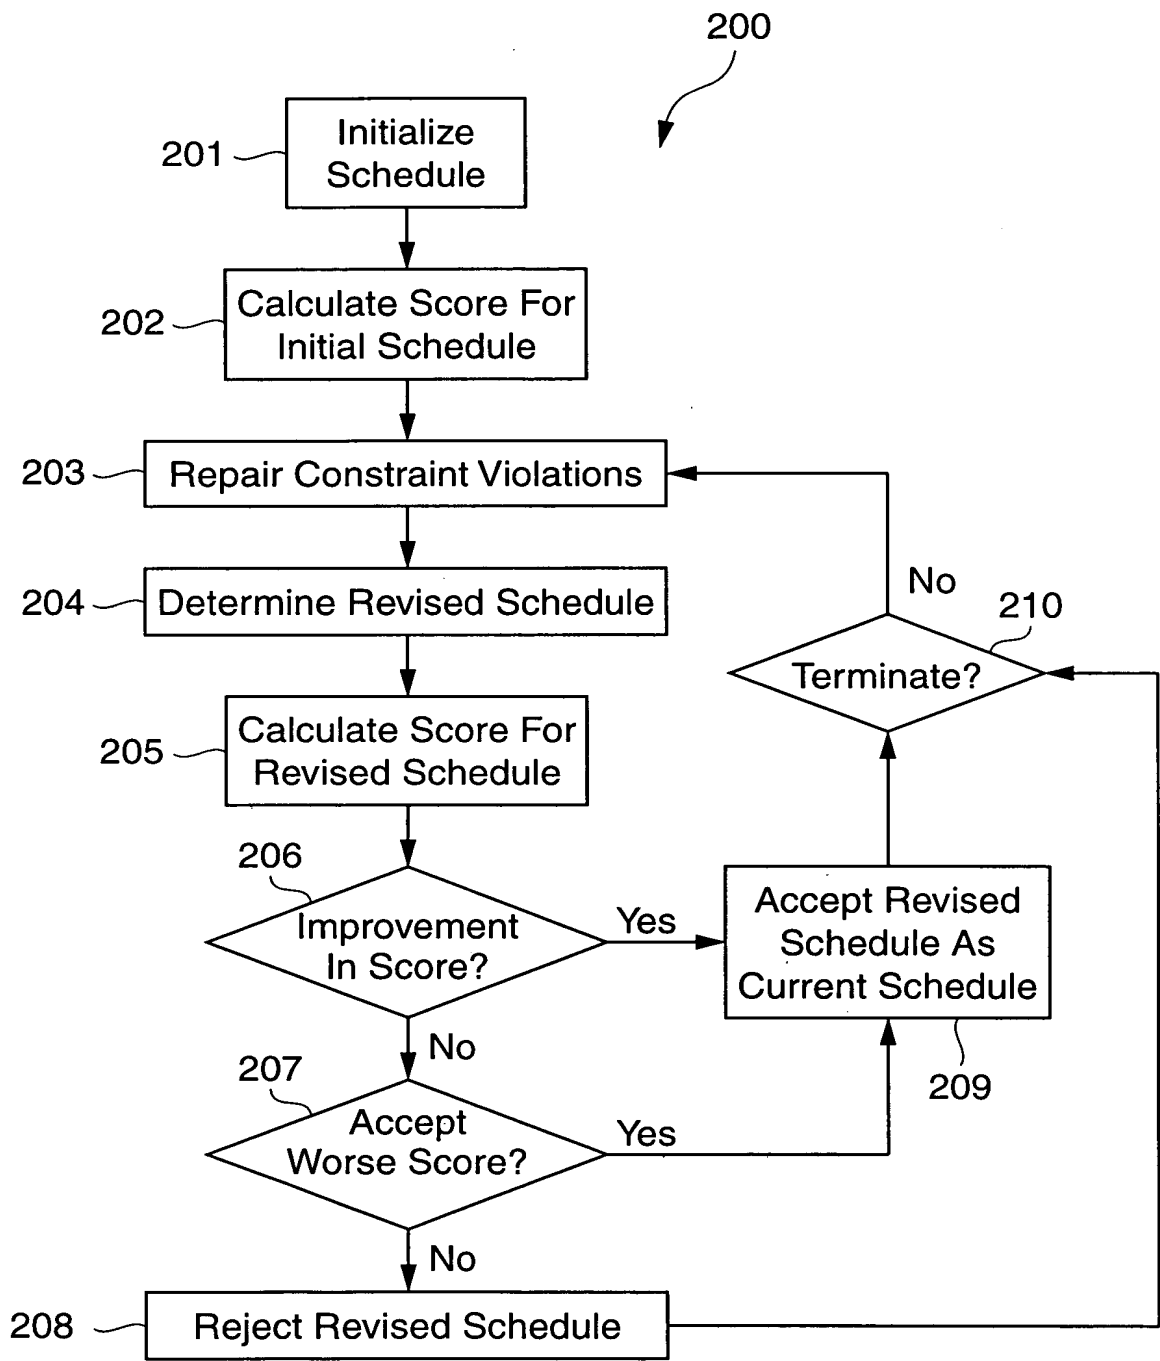 200
201
Initialize
Schedule
202
Calculate Score For
Initial Schedule
203
Repair Constraint Violations
204
Determine Revised Schedule
205
Calculate Score For
Revised Schedule
206
Improvement
In Score?
Yes
No
207
Accept
Worse Score?
Yes
No
208
Reject Revised Schedule
Accept Revised
Schedule As
Current Schedule
209
210
Terminate?
No